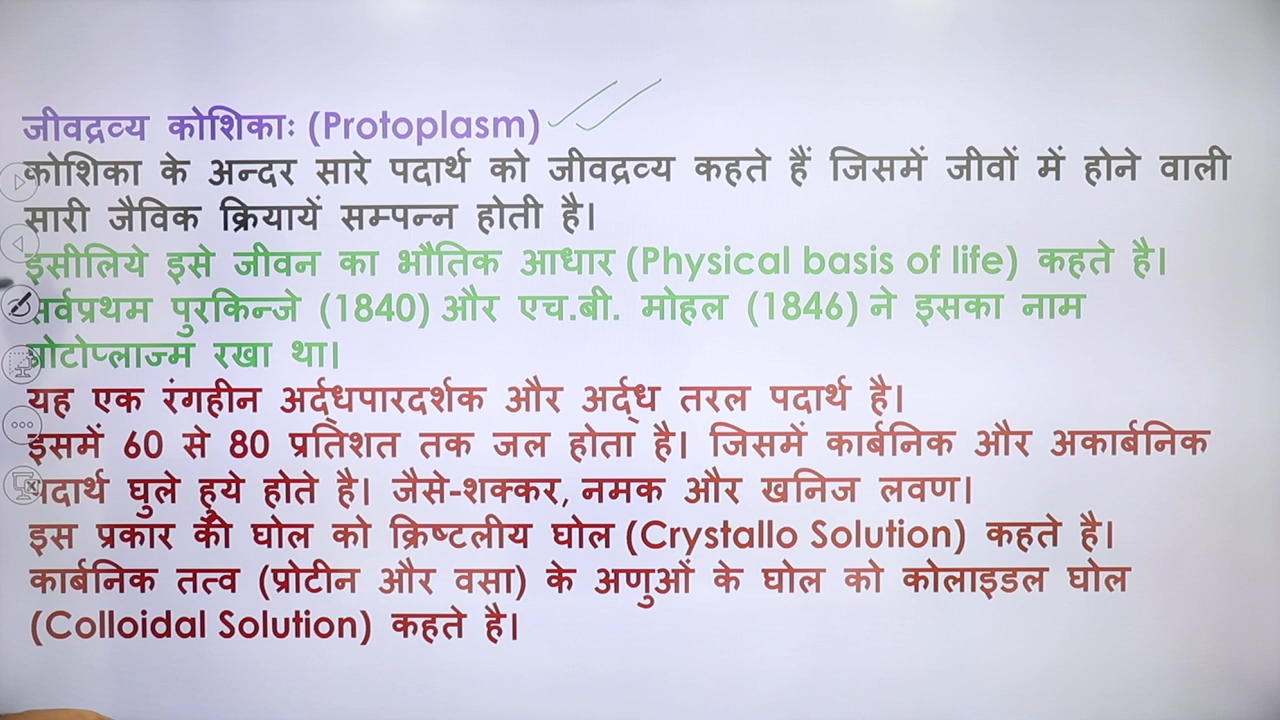 जीवद्रव्य कोशिकाः (Protoplasm)
कोशिका के अन्दर सारे पदार्थ को जीवद्रव्य कहते हैं जिसमें जीवों में होने वाली
सारी जैविक क्रियायें सम्पन्न होती है।
इसीलिये इसे जीवन का भौतिक आधार (Physical basis of life) कहते है।
सर्वप्रथम पुरकिन्जे (1840) और एच.बी. मोहल (1846) ने इसका नाम
प्रोटोप्लाज्म रखा था।
यह एक रंगहीन अर्द्धपारदर्शक और अर्द्ध तरल पदार्थ है।
इसमें 60 से 80 प्रतिशत तक जल होता है। जिसमें कार्बनिक और अकार्बनिक
पदार्थ घुले हुये होते है। जैसे-शक्कर, नमक और खनिज लवण।
इस प्रकार की घोल को क्रिष्टलीय घोल (Crystallo Solution) कहते है।
कार्बनिक तत्व (प्रोटीन और वसा) के अणुओं के घोल को कोलाइडल घोल
(Colloidal Solution) कहते है।